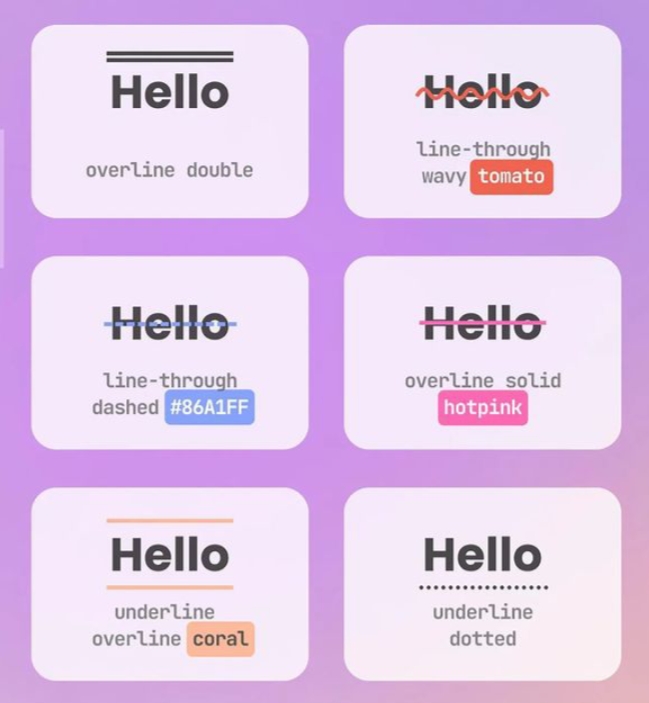 Hello
overline double
Hello
line-through
wavy tomato
Hello
line-through
dashed #86A1FF
Hello
overline solid
hotpink
Hello
underline
overline coral
Hello
underline
dotted